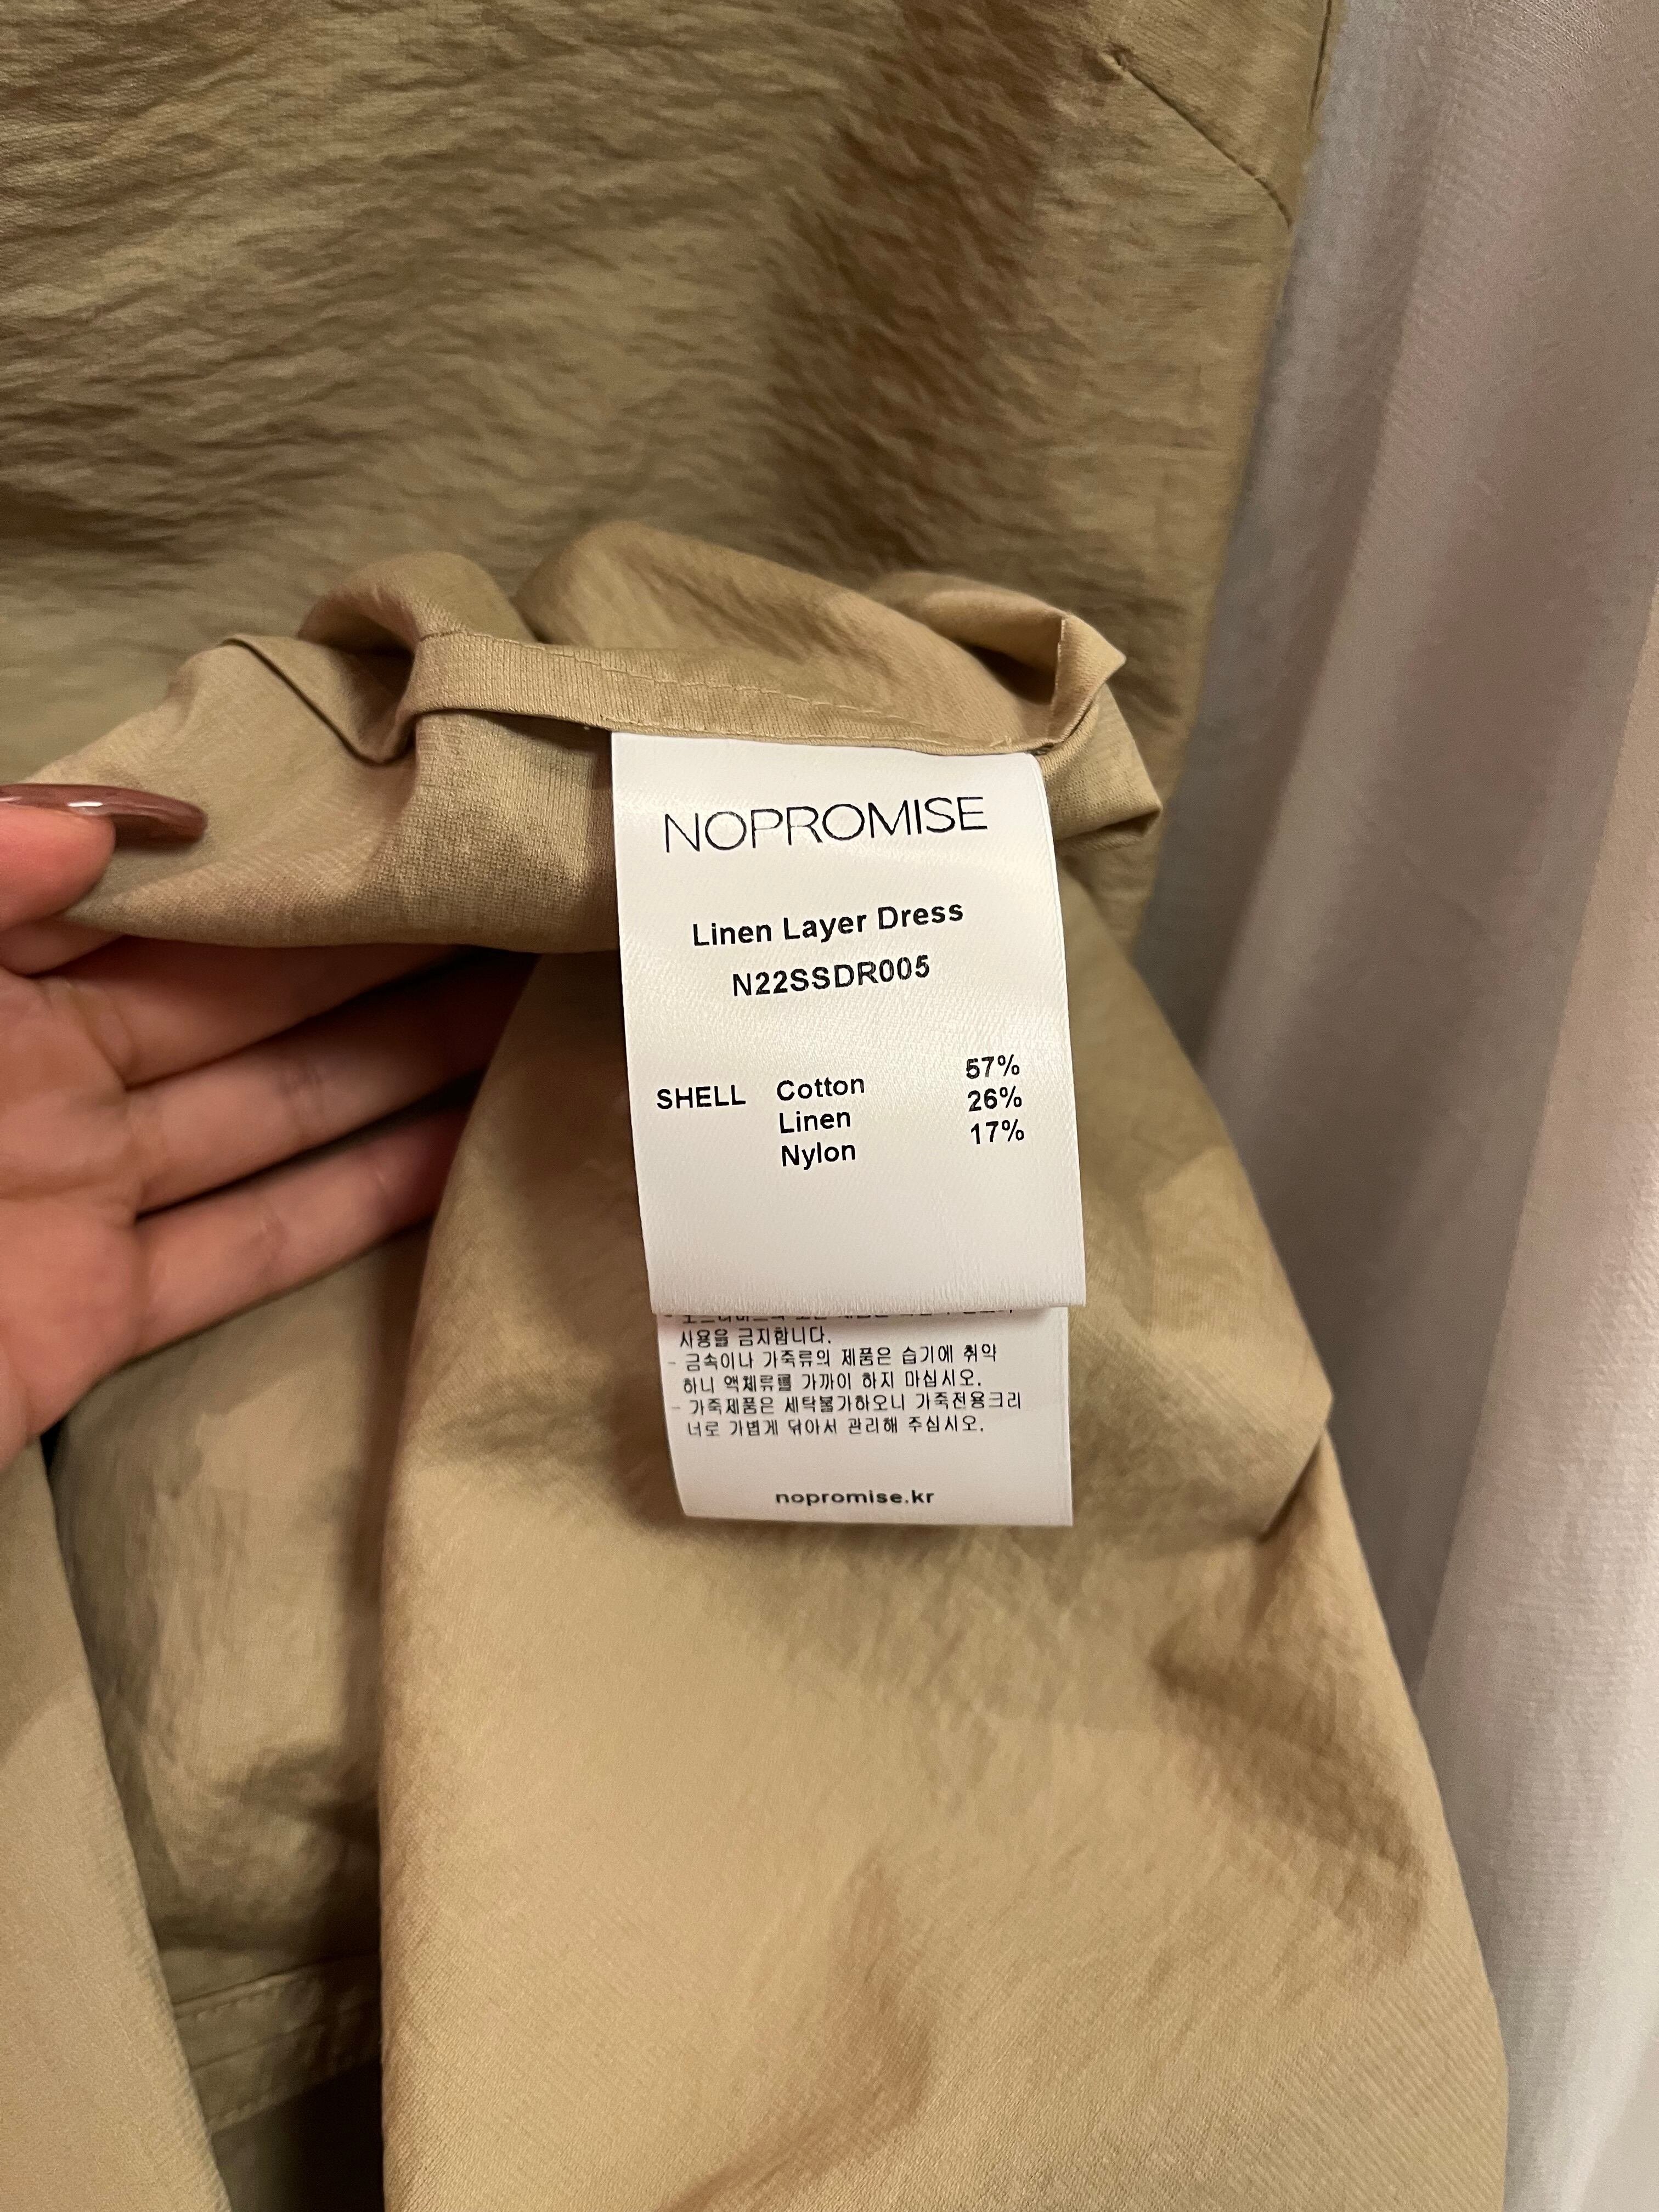 NOPROMISE
Linen Layer Dress
N22SSDR005
SHELL Cotton 57%
Linen 26%
Nylon 17%
사용을 금지합니다.
- 금속이나 가죽류의 제품은 습기에 취약
하니 액체류를 가까이 하지 마십시오.
- 가죽제품은 세탁불가하오니 가죽전용크리
너로 가볍게 닦아서 관리해 주십시오.
nopromise.kr